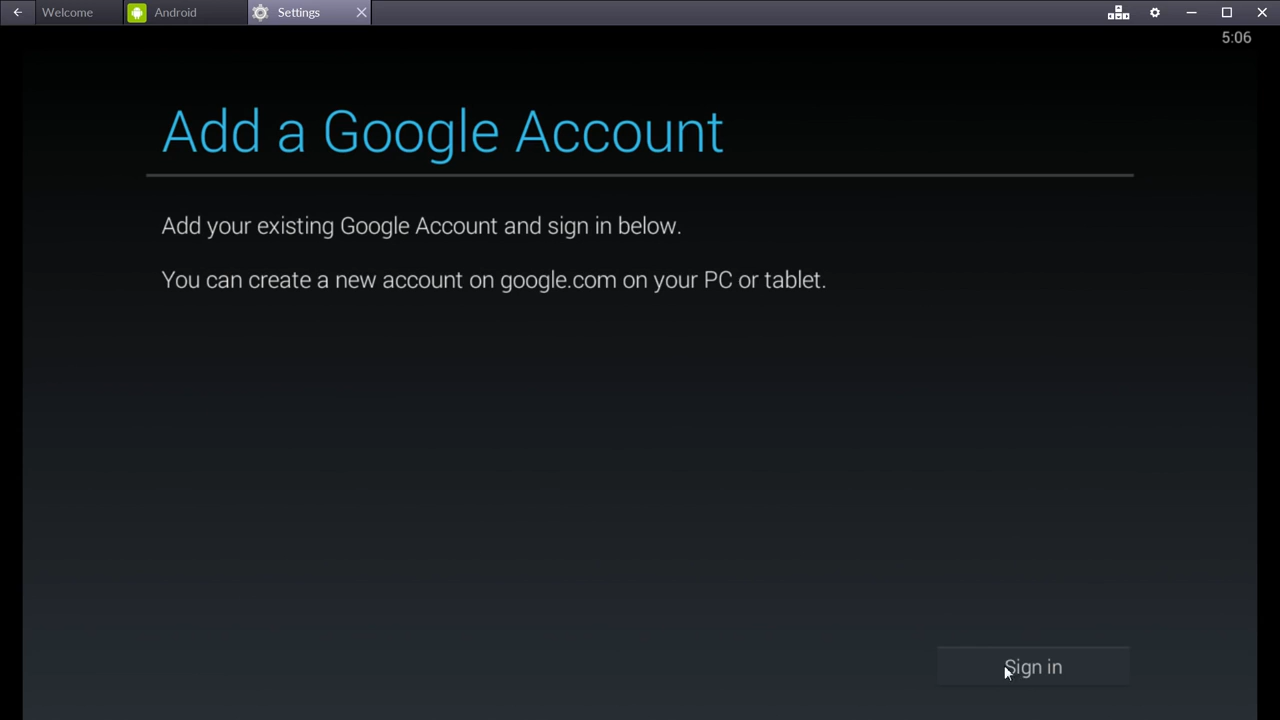 Welcome
Android
Settings
5:06
Add a Google Account
Add your existing Google Account and sign in below.
You can create a new account on google.com on your PC or tablet.
Sign in